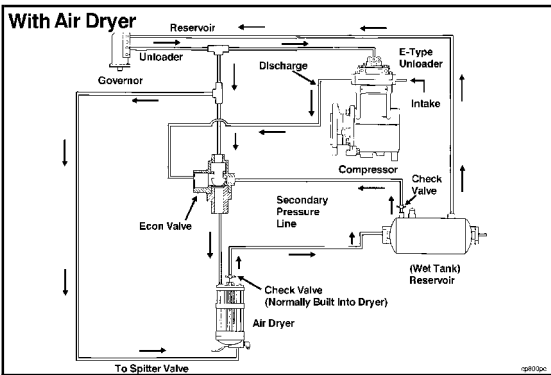 With Air Dryer
Reservoir
Unloader
Governor
Discharge
E-Type
Unloader
Intake
Compressor
Check
Valve
Econ Valve
Secondary
Pressure
Line
(Wet Tank)
Reservoir
Check Valve
(Normally Built Into Dryer)
Air Dryer
To Spitter Valve
cp800pc